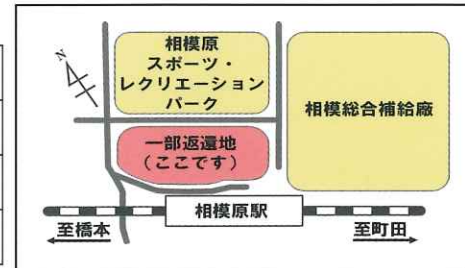 N
相模原
スポーツ・
レクリエーション
パーク
相模総合補給廠
一部返還地
（ここです）
相模原駅
至橋本
至町田